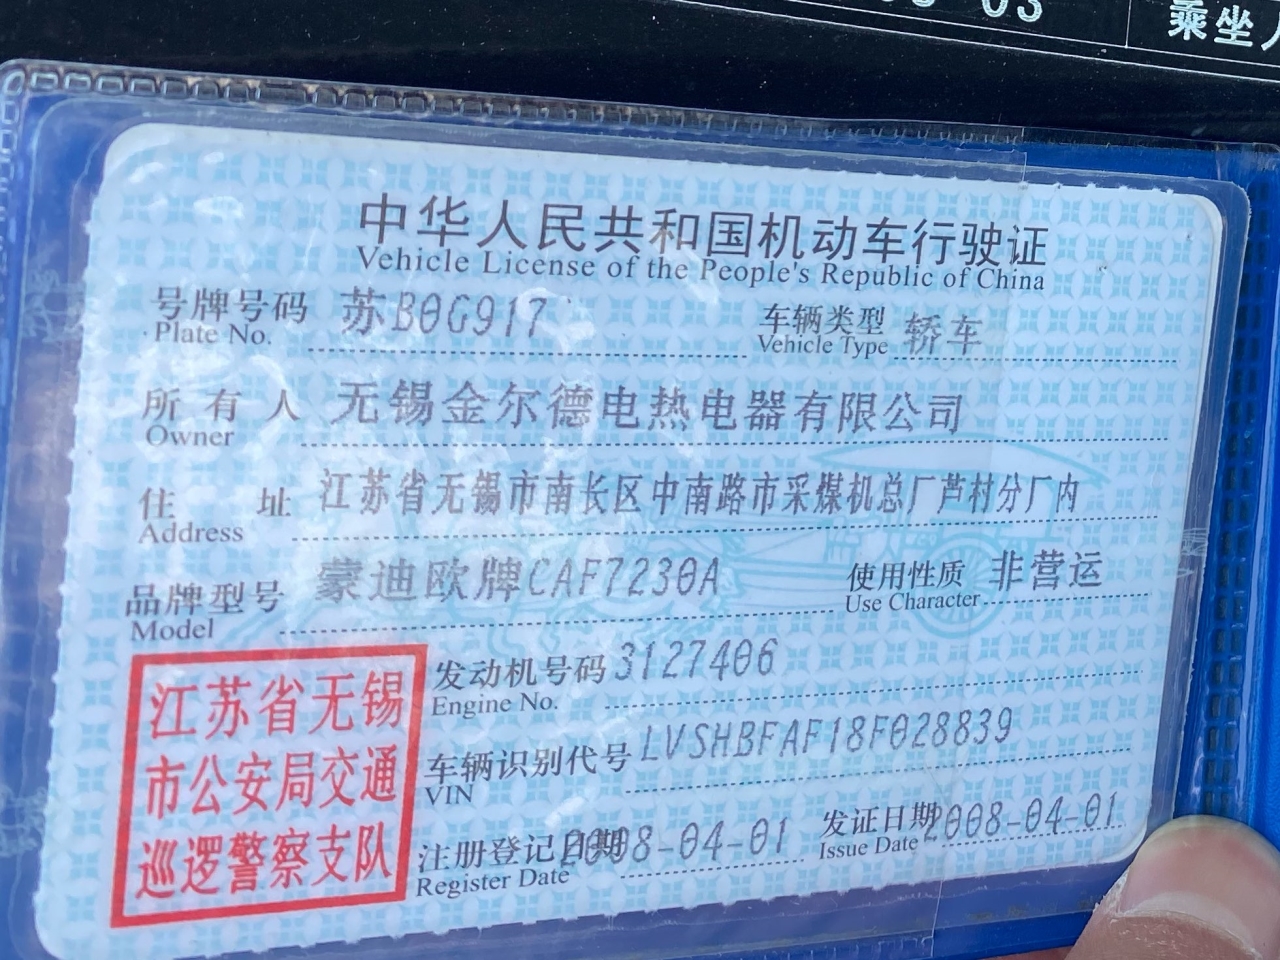 03
乘坐人
中华人民共和国机动车行驶证
Vehicle License of the People's Republic of China
号牌号码 苏B0G917 车辆类型 轿车
Plate No. Vehicle Type
所有人 无锡金尔德电热电器有限公司
Owner
住址 江苏省无锡市南长区中南路市采煤机总厂芦村分厂内
Address
品牌型号 蒙迪欧牌CAF7230A 使用性质 非营运
Model Use Character
发动机号码 3127406
Engine No.
车辆识别代号 LVSHBFAF18F028839
VIN
注册登记日期 2008-04-01 发证日期 2008-04-01
Register Date Issue Date
江苏省无锡
市公安局交通
巡逻警察支队